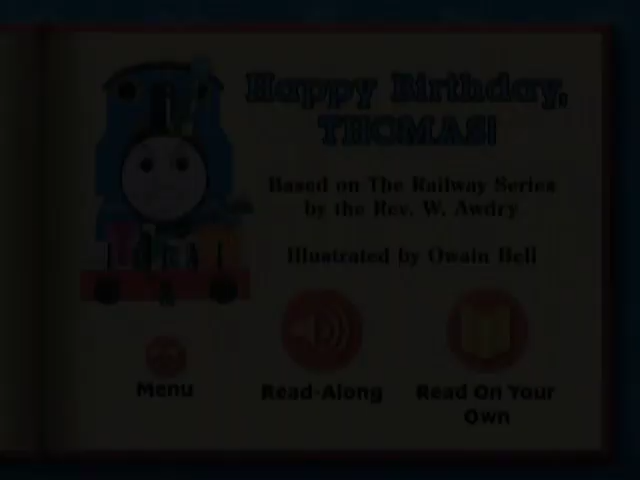 Happy Birthday,
THOMAS!
Based on The Railway Series
by the Rev. W. Awdry
Illustrated by Owain Bell
Menu
Read-Along
Read On Your
Own